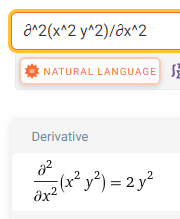 ∂^2(x^2 y^2)/∂x^2
NATURAL LANGUAGE
Derivative
∂²/∂x² (x² y²) = 2 y²